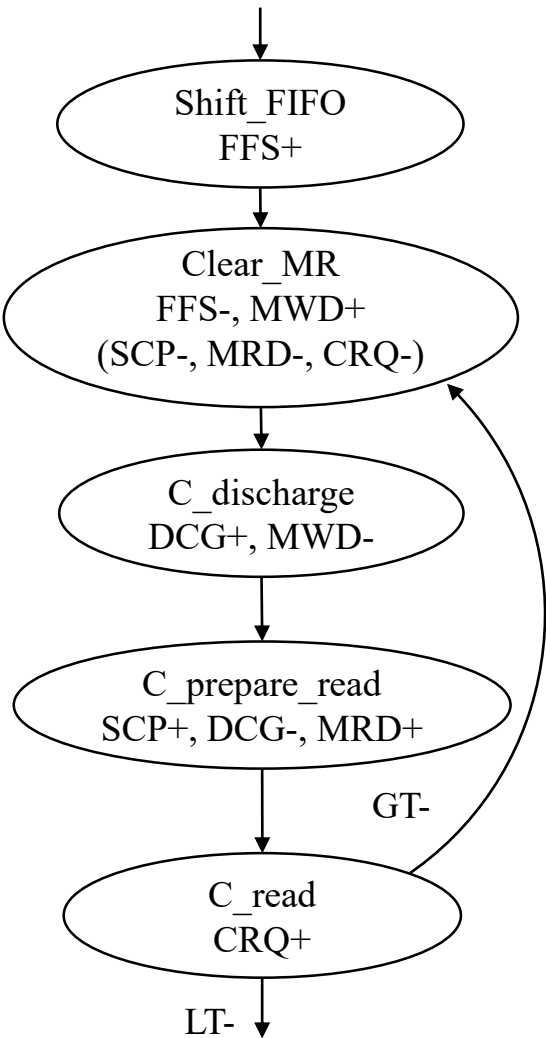 Shift_FIFO
FFS+
Clear_MR
FFS-, MWD+
(SCP-, MRD-, CRQ-)
C_discharge
DCG+, MWD-
C_prepare_read
SCP+, DCG-, MRD+
GT-
C_read
CRQ+
LT-